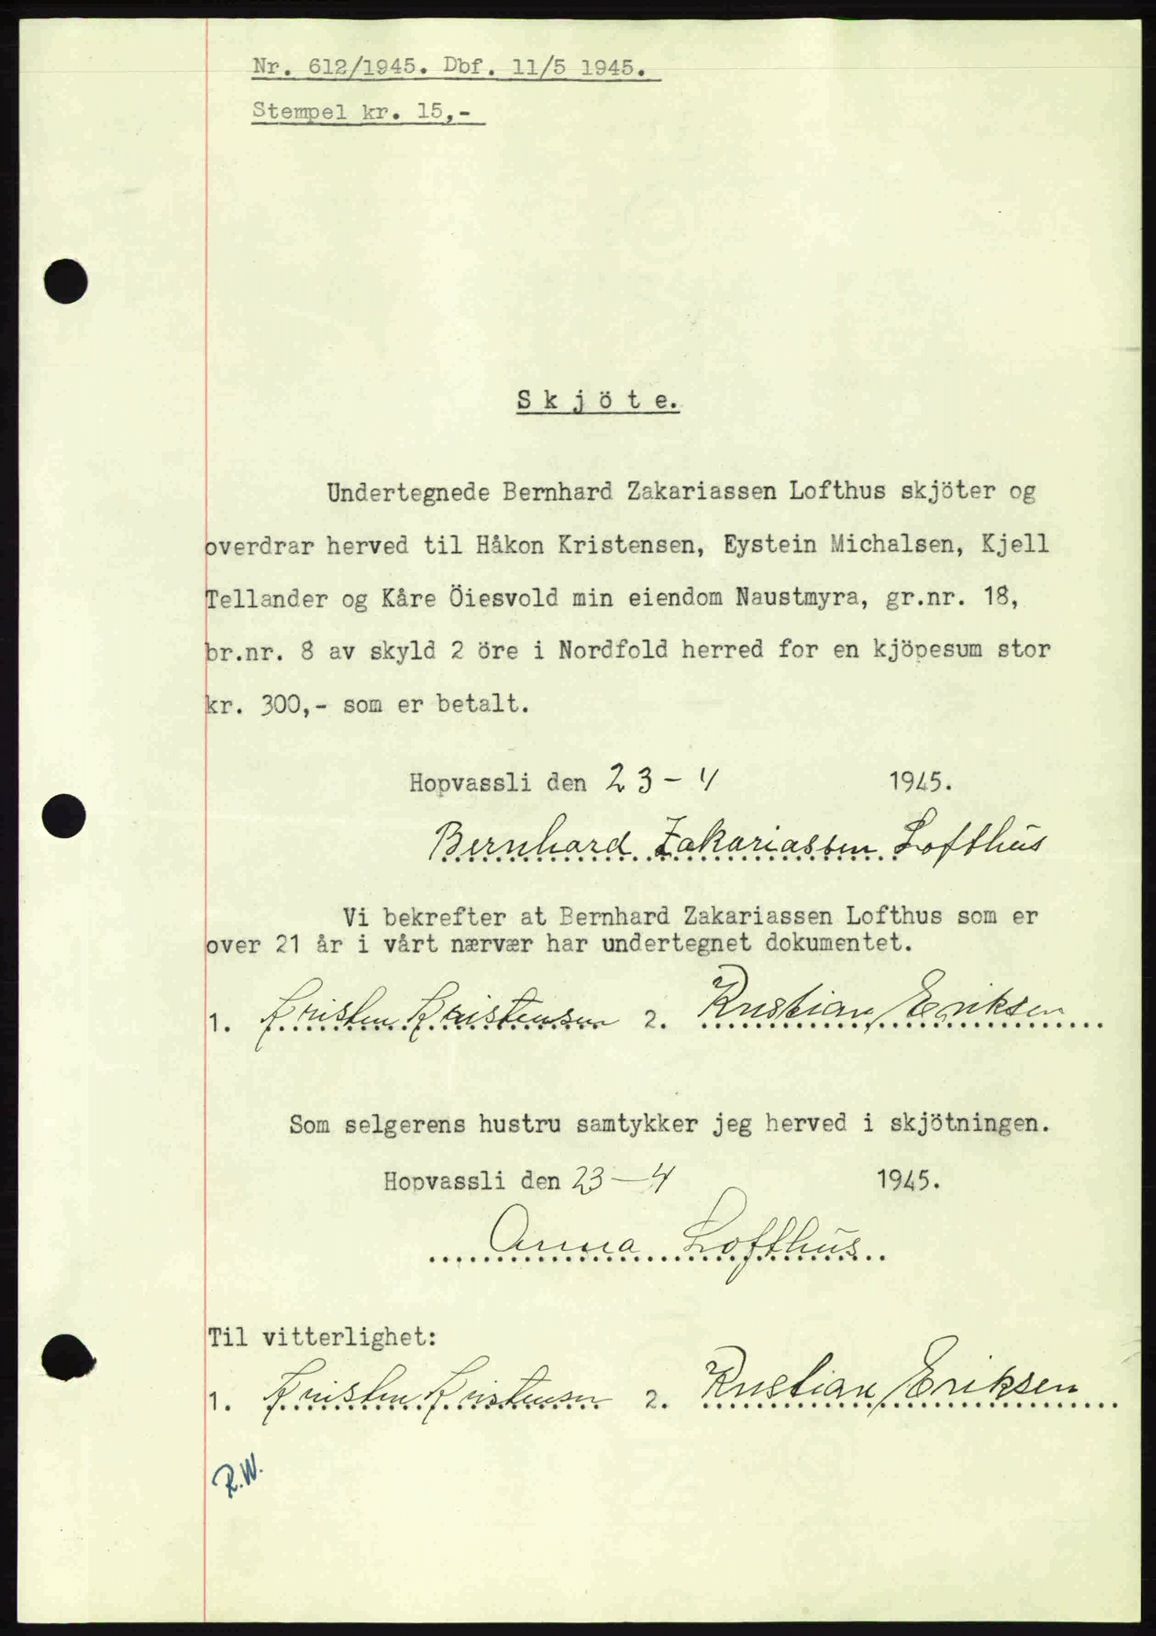 Nr. 612/1945. Dbf. 11/5 1945.
Stempel kr. 15,-
Skjöte.
Undertegnede Bernhard Zakariassen Lofthus skjöter og
overdrar herved til Håkon Kristensen, Eystein Michalsen, Kjell
Tellander og Kåre Öiesvold min eiendom Naustmyra, gr.nr. 18,
br.nr. 8 av skyld 2 öre i Nordfold herred for en kjöpesum stor
kr. 300,- som er betalt.
Hopvassli den 23-4 1945.
Bernhard Zakariassen Lofthus
Vi bekrefter at Bernhard Zakariassen Lofthus som er
over 21 år i vårt nærvær har undertegnet dokumentet.
1. Kristen Kristensen 2. Kristian Eriksen
Som selgerens hustru samtykker jeg herved i skjötningen.
Hopvassli den 23-4 1945.
Anna Lofthus
Til vitterlighet:
1. Kristen Kristensen 2. Kristian Eriksen
R.W.